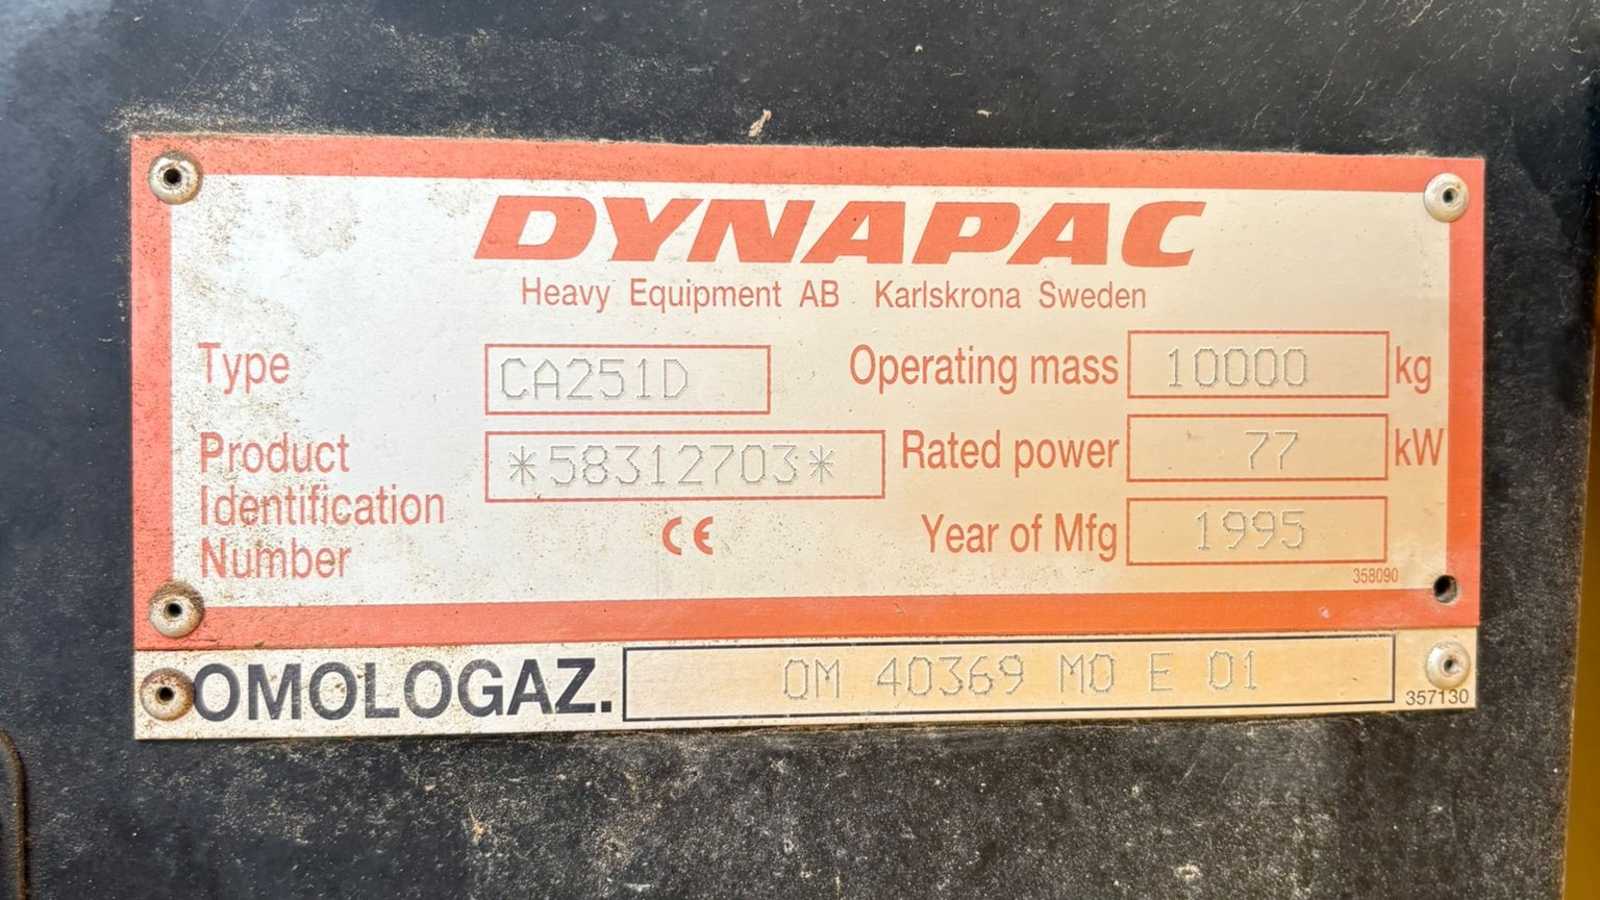 DYNAPAC
Heavy Equipment AB Karlskrona Sweden
Type CA251D Operating mass 10000 kg
Product Identification Number *58312703* Rated power 77 kW
CE Year of Mfg 1995
358090
OMOLOGAZ. OM 40369 MO E 01
357130